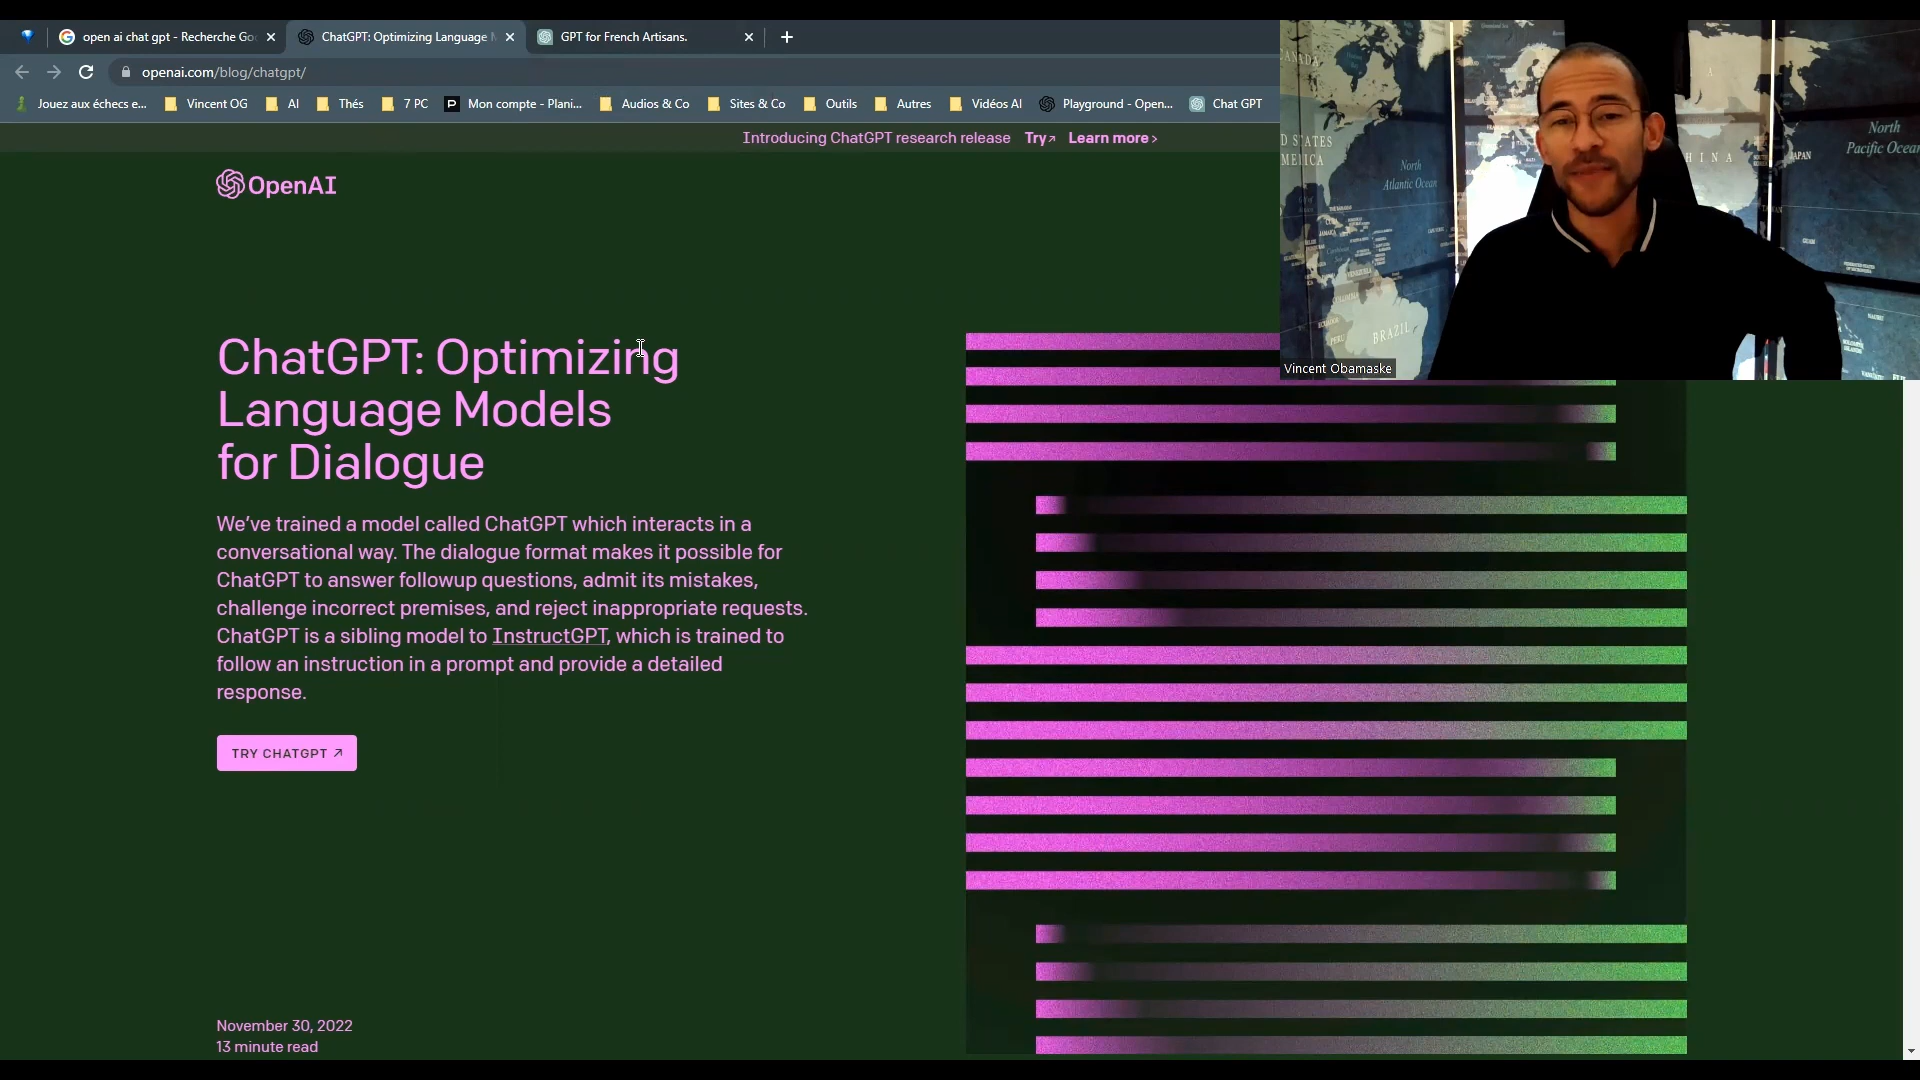 open ai chat gpt - Recherche Go
ChatGPT: Optimizing Language M
GPT for French Artisans.
openai.com/blog/chatgpt/
Jouez aux échecs e...
Vincent OG
AI
Thés
7 PC
Mon compte - Plani...
Audios & Co
Sites & Co
Outils
Autres
Vidéos AI
Playground - Open...
Chat GPT
Introducing ChatGPT research release Try↗ Learn more ›
OpenAI
ChatGPT: Optimizing
Language Models
for Dialogue
We’ve trained a model called ChatGPT which interacts in a
conversational way. The dialogue format makes it possible for
ChatGPT to answer followup questions, admit its mistakes,
challenge incorrect premises, and reject inappropriate requests.
ChatGPT is a sibling model to InstructGPT, which is trained to
follow an instruction in a prompt and provide a detailed
response.
TRY CHATGPT ↗
November 30, 2022
13 minute read
CANADA
D STATES
MERICA
North
Atlantic Ocean
BRAZIL
CHINA
JAPAN
North
Pacific Ocean
Vincent Obamaske